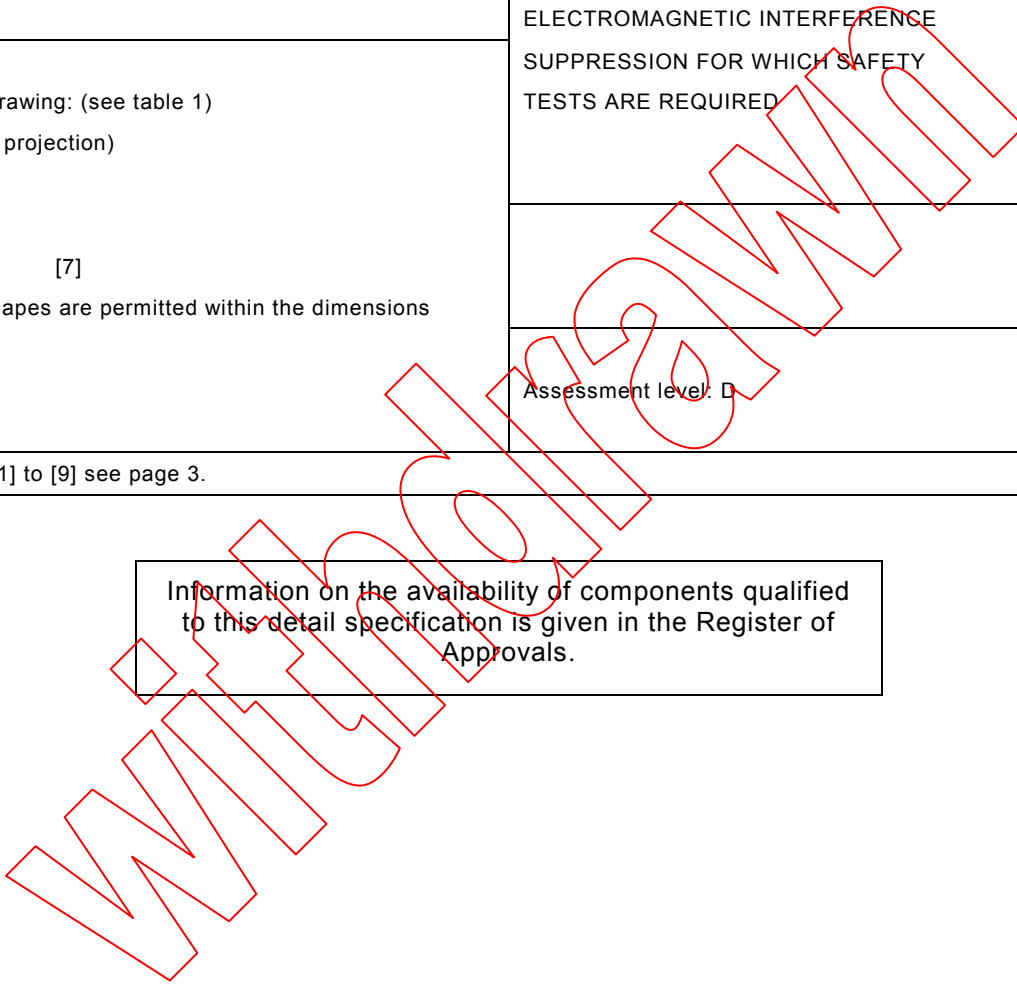 ELECTROMAGNETIC INTERFERENCE
SUPPRESSION FOR WHICH SAFETY
TESTS ARE REQUIRED
rawing: (see table 1)
projection)
[7]
apes are permitted within the dimensions
Assessment level: D
1] to [9] see page 3.
Information on the availability of components qualified
to this detail specification is given in the Register of
Approvals.
withdrawn